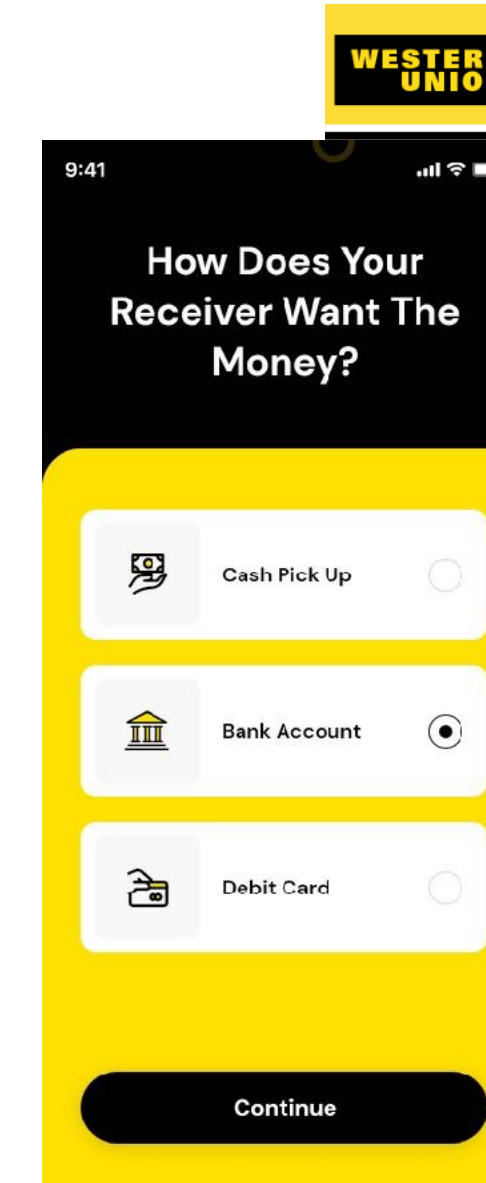 WESTER
UNIO
9:41
How Does Your
Receiver Want The
Money?
Cash Pick Up
Bank Account
Debit Card
Continue